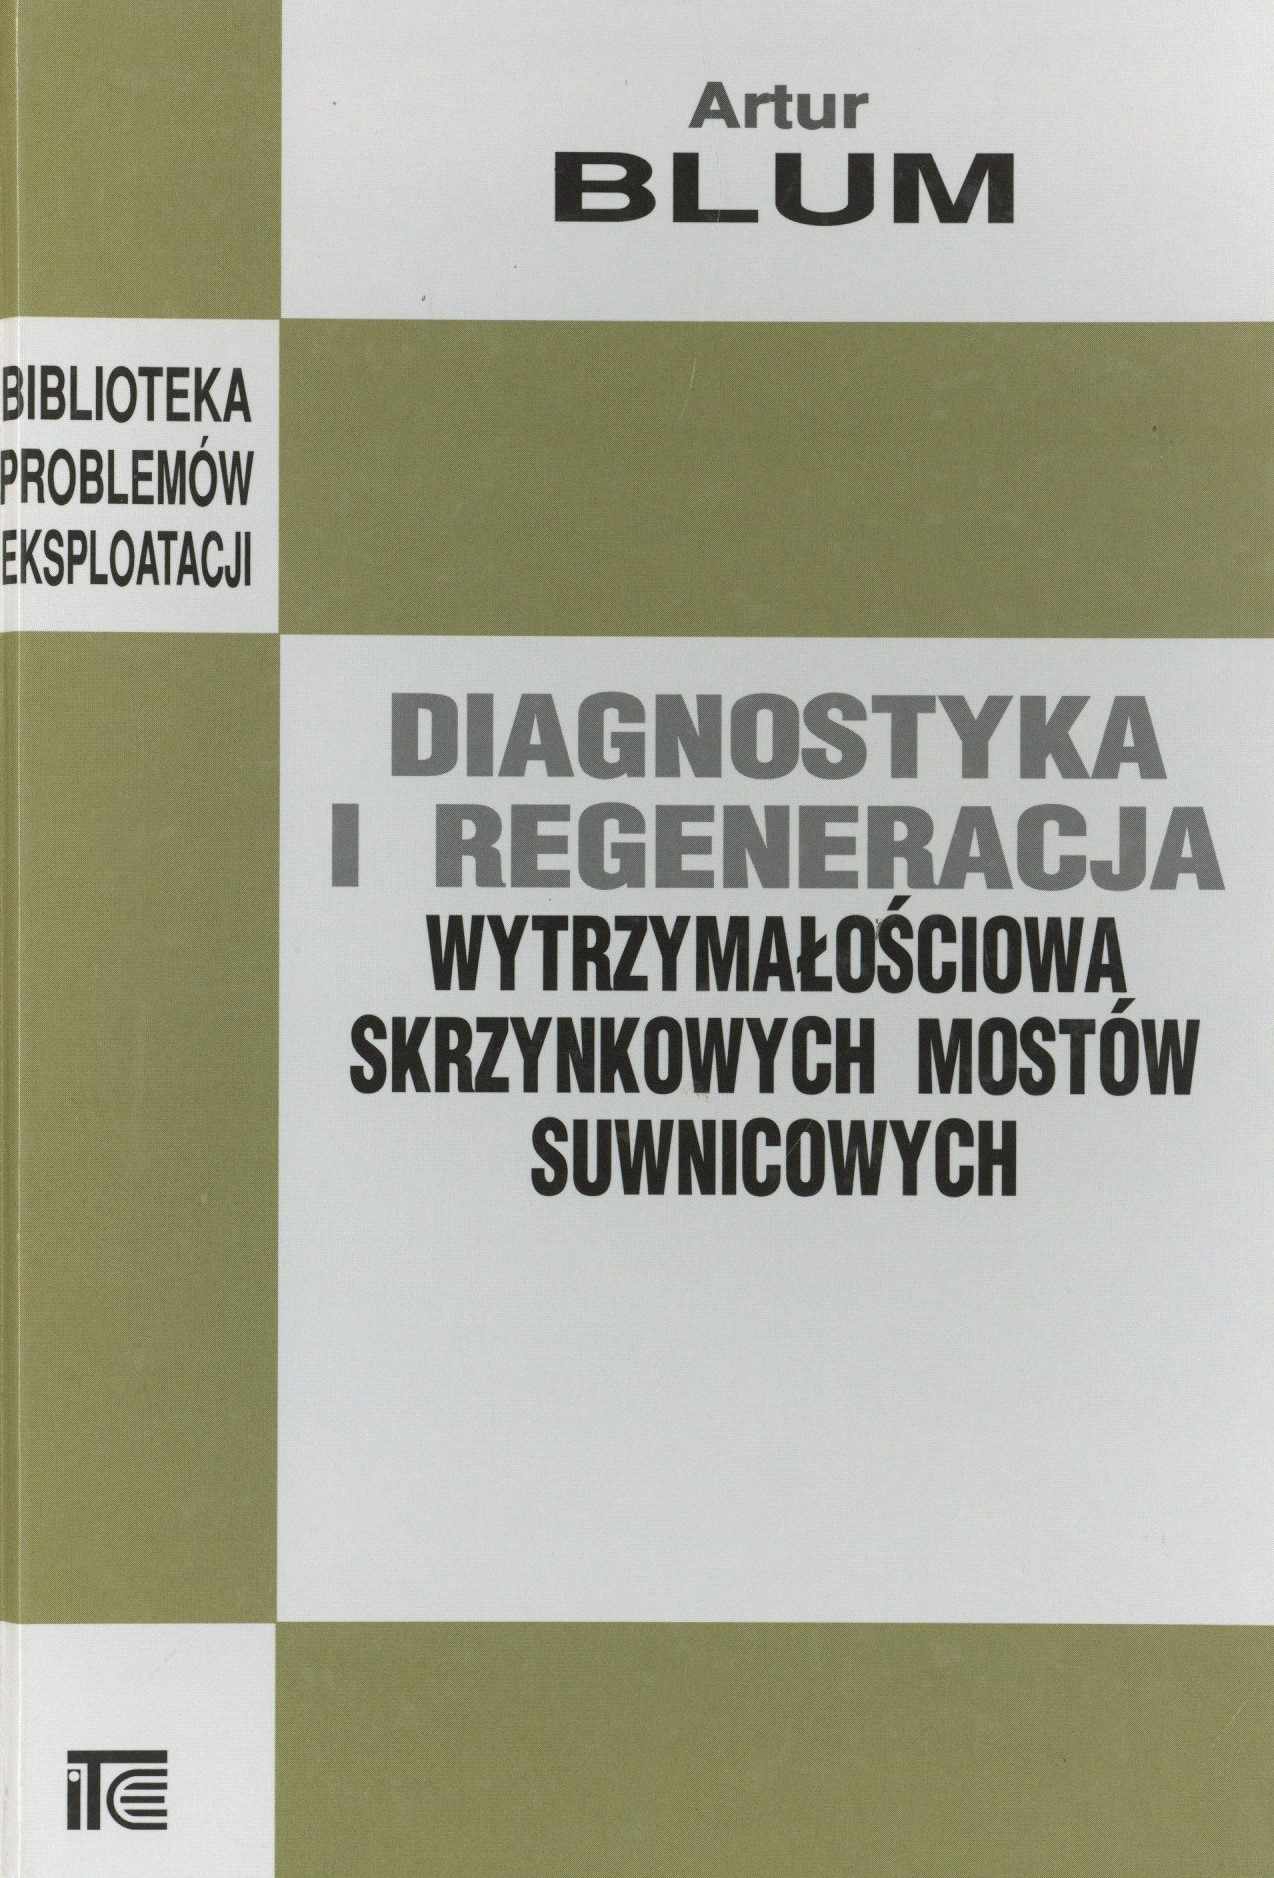 Artur
BLUM
BIBLIOTEKA
PROBLEMÓW
EKSPLOATACJI
DIAGNOSTYKA
I REGENERACJA
WYTRZYMAŁOŚCIOWA
SKRZYNKOWYCH MOSTÓW
SUWNICOWYCH
iTE